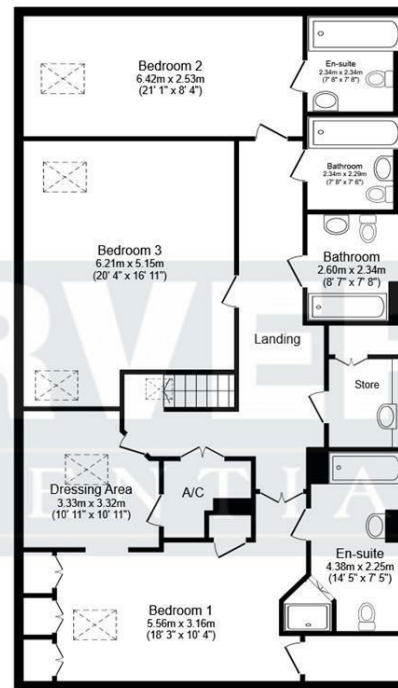 Bedroom 2
6.42m x 2.53m
(21' 1" x 8' 4")
En-suite
2.34m x 2.34m
(7' 8" x 7' 8")
Bathroom
2.34m x 2.29m
(7' 8" x 7' 6")
Bedroom 3
6.21m x 5.15m
(20' 4" x 16' 11")
Bathroom
2.60m x 2.34m
(8' 7" x 7' 8")
Landing
Store
Dressing Area
3.33m x 3.32m
(10' 11" x 10' 11")
A/C
En-suite
4.38m x 2.25m
(14' 5" x 7' 5")
Bedroom 1
5.56m x 3.16m
(18' 3" x 10' 4")